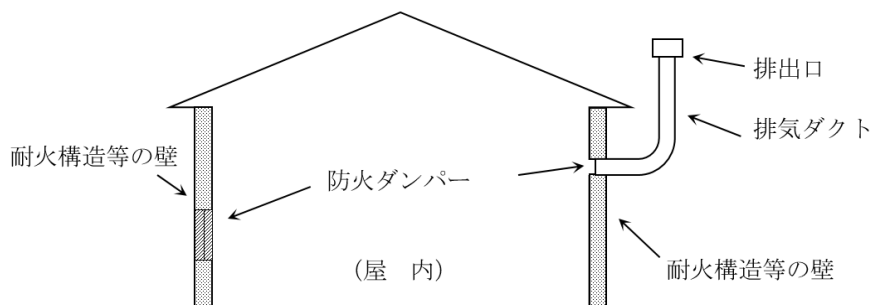 排出口
排気ダクト
耐火構造等の壁
防火ダンパー
（屋　内）
耐火構造等の壁